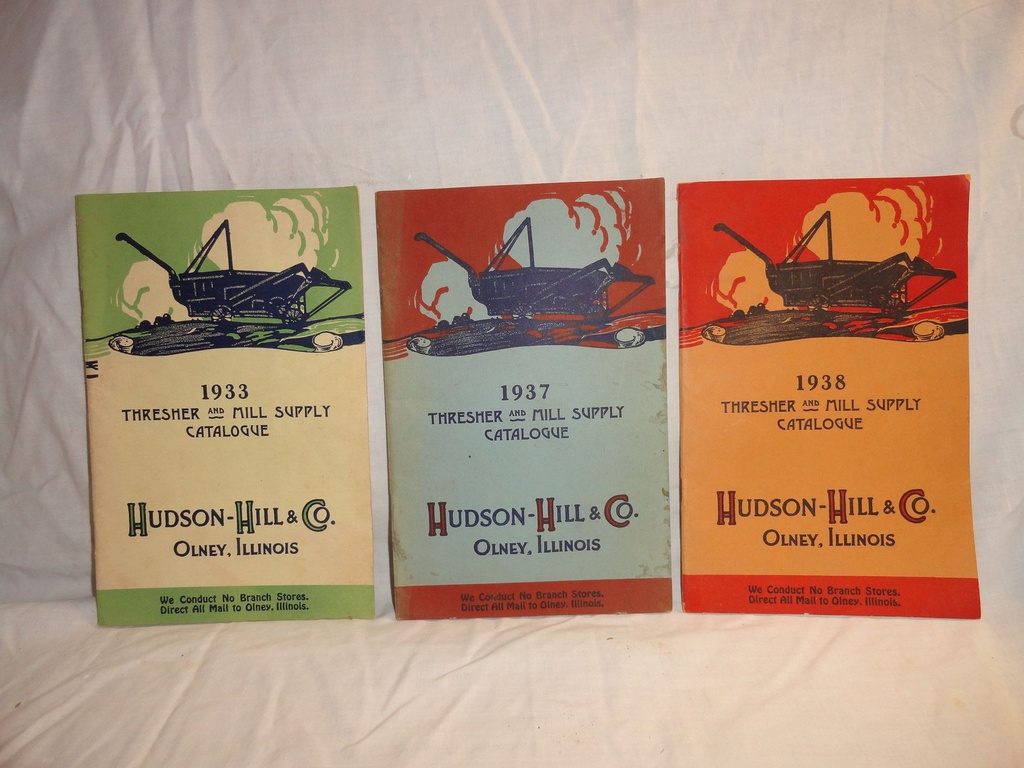 1933
THRESHER AND MILL SUPPLY
CATALOGUE
HUDSON-HILL & CO.
OLNEY, ILLINOIS
We Conduct No Branch Stores.
Direct All Mail to Olney, Illinois.
1937
THRESHER AND MILL SUPPLY
CATALOGUE
HUDSON-HILL & CO.
OLNEY, ILLINOIS
We Conduct No Branch Stores.
Direct All Mail to Olney, Illinois.
1938
THRESHER AND MILL SUPPLY
CATALOGUE
HUDSON-HILL & CO.
OLNEY, ILLINOIS
We Conduct No Branch Stores.
Direct All Mail to Olney, Illinois.